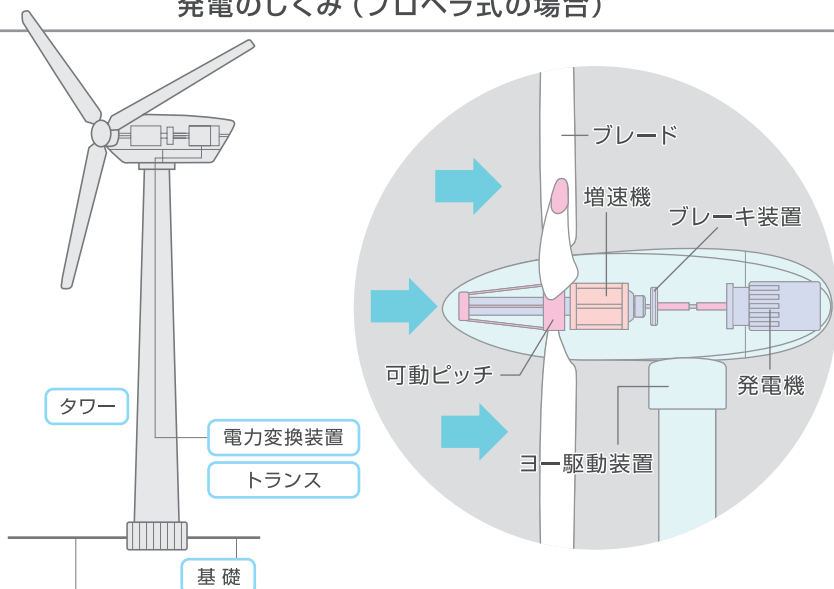 発電のしくみ(プロペラ式の場合)
ブレード
増速機
ブレーキ装置
可動ピッチ
発電機
タワー
電力変換装置
ヨー駆動装置
トランス
基礎